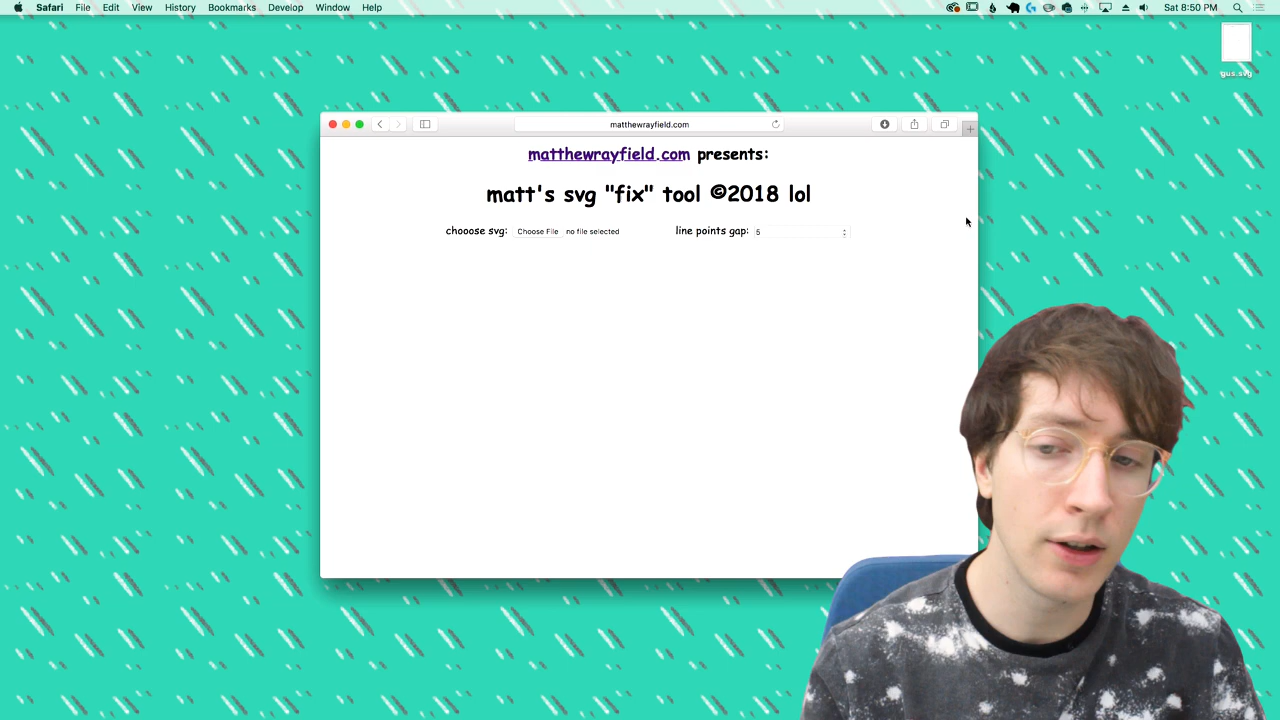 Safari File Edit View History Bookmarks Develop Window Help
Sat 8:50 PM
gus.svg
matthewrayfield.com
matthewrayfield.com presents:
matt's svg "fix" tool ©2018 lol
chooose svg: Choose File no file selected line points gap: 5